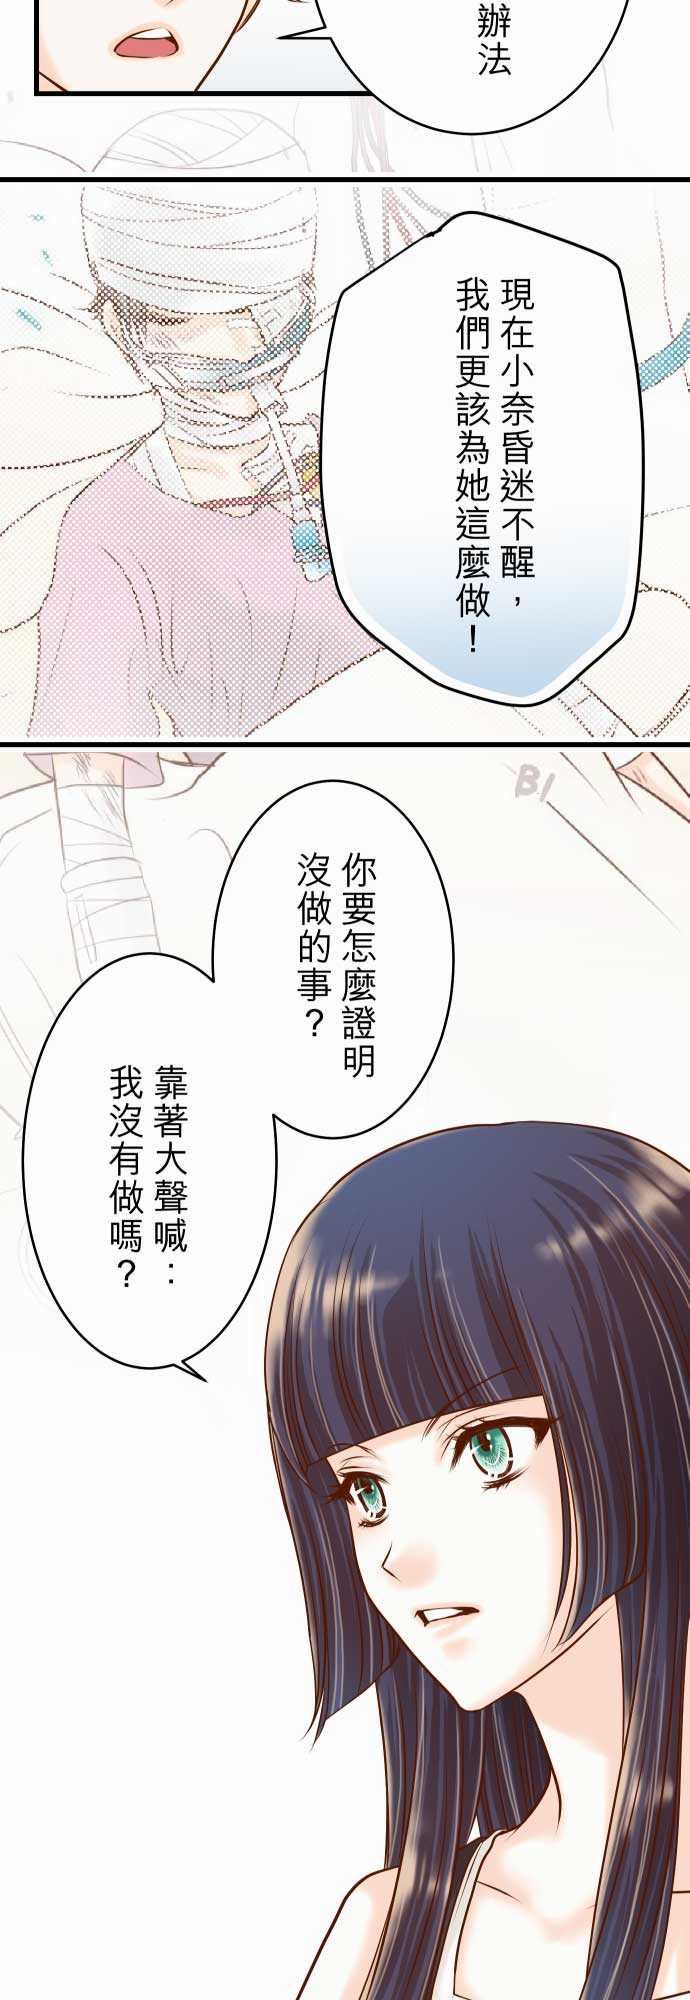 辦法
現在小奈昏迷不醒，
我們更該為她這麼做！
你要怎麼證明
沒做的事？
靠著大聲喊：
我沒有做嗎？